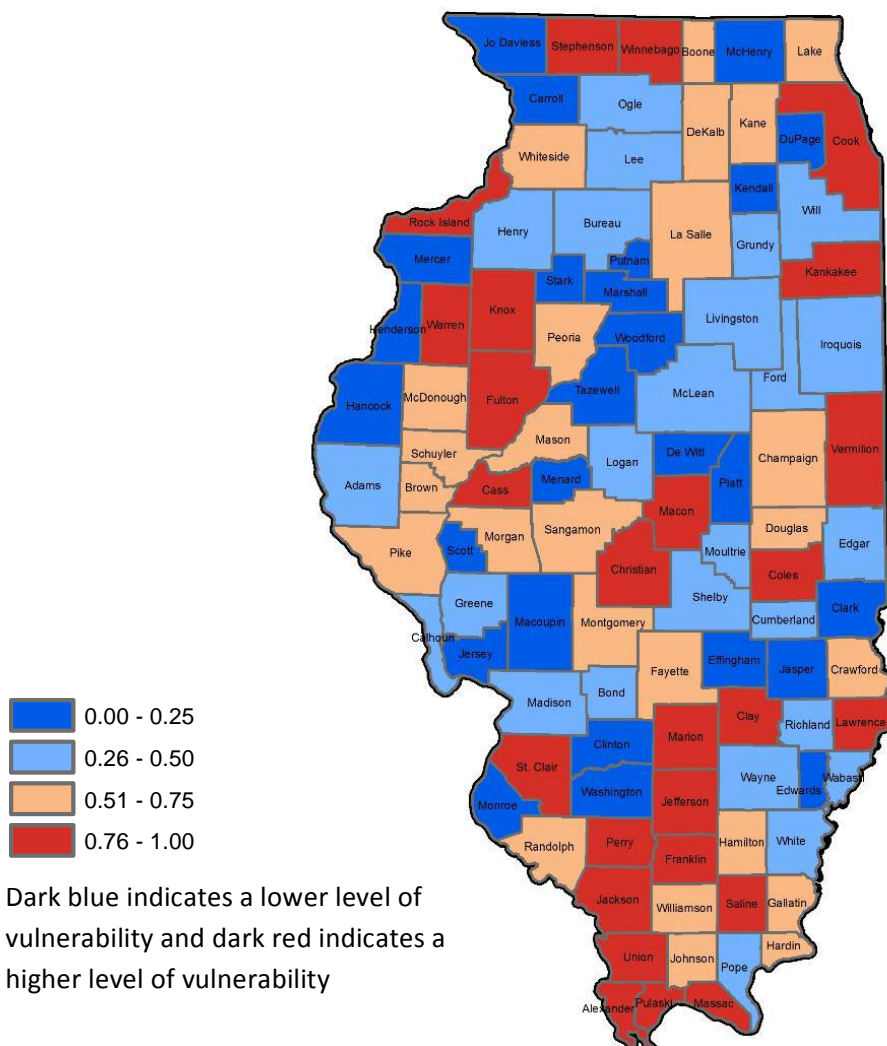 Jo Daviess Stephenson Winnebago Boone McHenry Lake
Carroll Ogle DeKalb Kane DuPage Cook
Whiteside Lee Kendall Will
Rock Island Henry Bureau La Salle Grundy
Mercer Putnam Kankakee
Stark Marshall
Henderson Warren Knox Peoria Woodford Livingston Iroquois
Hancock McDonough Fulton Tazewell McLean Ford
Schuyler Mason Logan De Witt Champaign Vermilion
Adams Brown Cass Menard Macon Piatt
Pike Scott Morgan Sangamon Christian Moultrie Douglas Edgar
Greene Shelby Coles
Calhoun Jersey Macoupin Montgomery Cumberland Clark
Fayette Effingham Jasper Crawford
Madison Bond Clay Richland Lawrence
Clinton Marion
St. Clair Wayne Wabash
Monroe Washington Jefferson Edwards
Randolph Perry Hamilton White
Franklin
Jackson Williamson Saline Gallatin
Union Johnson Pope Hardin
Alexander Pulaski Massac
0.00 - 0.25
0.26 - 0.50
0.51 - 0.75
0.76 - 1.00
Dark blue indicates a lower level of
vulnerability and dark red indicates a
higher level of vulnerability